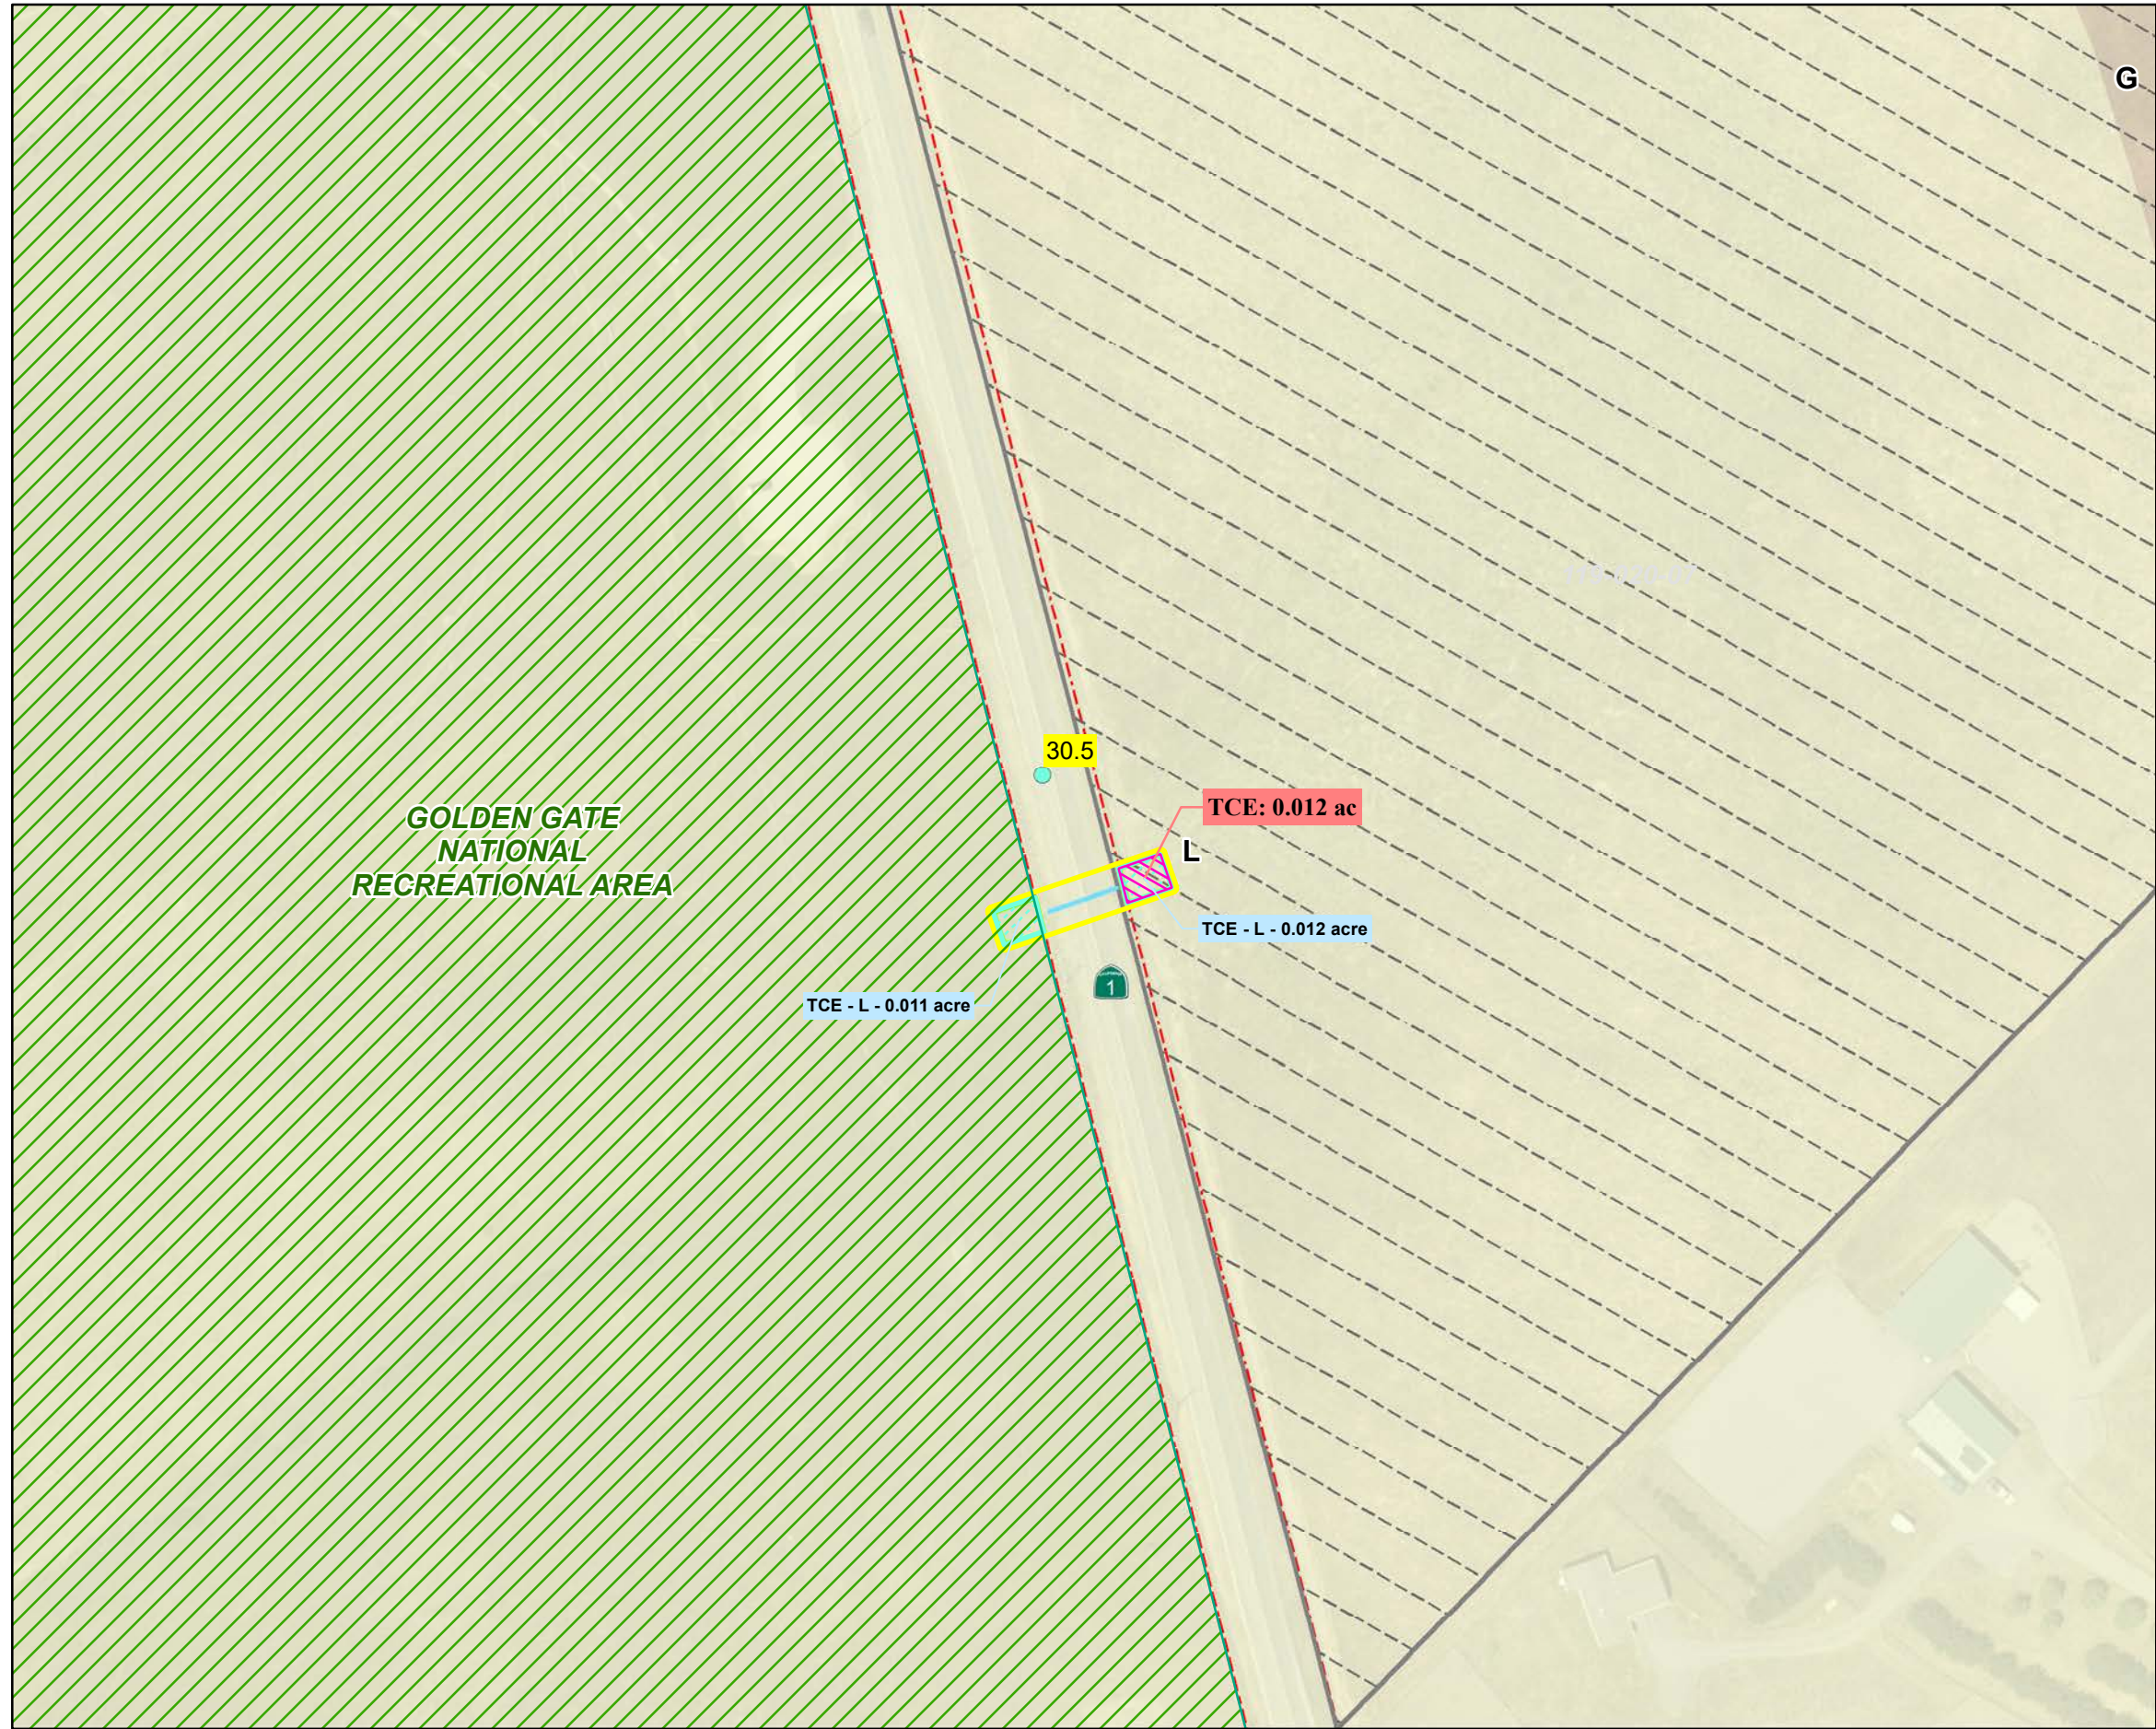 G
30.5
TCE: 0.012 ac
GOLDEN GATE
NATIONAL
RECREATIONAL AREA
L
TCE - L - 0.012 acre
1
TCE - L - 0.011 acre